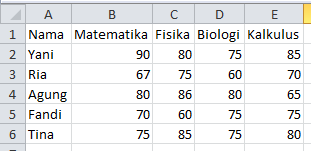 A B C D E
1 Nama Matematika Fisika Biologi Kalkulus
2 Yani 90 80 75 85
3 Ria 67 75 60 70
4 Agung 80 86 80 65
5 Fandi 70 60 75 75
6 Tina 75 85 75 80